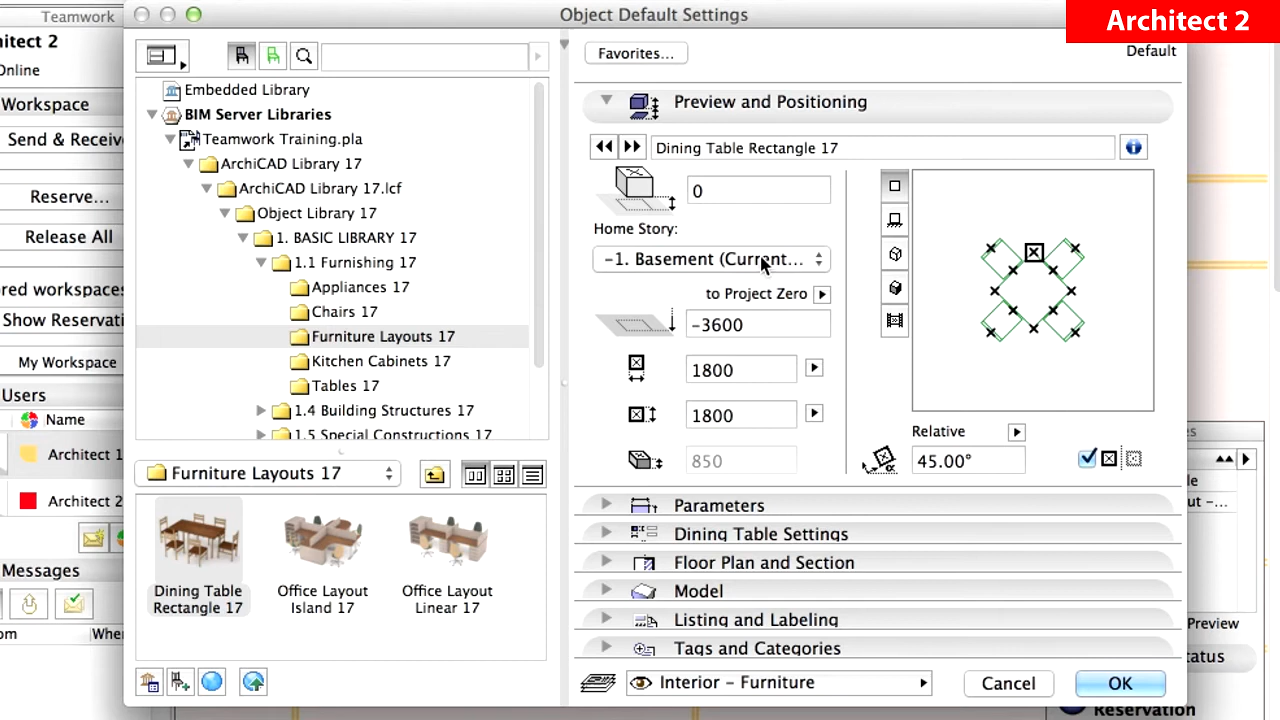 Teamwork
Object Default Settings
Architect 2
chitect 2
Online
Workspace
Send & Receive
Reserve...
Release All
ored workspaces
Show Reservati
My Workspace
Users
Name
Architect 1
Architect 2
Messages
om
When
Embedded Library
BIM Server Libraries
Teamwork Training.pla
ArchiCAD Library 17
ArchiCAD Library 17.lcf
Object Library 17
1. BASIC LIBRARY 17
1.1 Furnishing 17
Appliances 17
Chairs 17
Furniture Layouts 17
Kitchen Cabinets 17
Tables 17
1.4 Building Structures 17
1.5 Special Constructions 17
Furniture Layouts 17
Dining Table
Rectangle 17
Office Layout
Island 17
Office Layout
Linear 17
Favorites...
Default
Preview and Positioning
Dining Table Rectangle 17
0
Home Story:
-1. Basement (Current...
to Project Zero
-3600
1800
1800
850
Relative
45.00°
Parameters
Dining Table Settings
Floor Plan and Section
Model
Listing and Labeling
Tags and Categories
Interior - Furniture
Cancel
OK
es
le
ut -...
Preview
tatus
Reservation